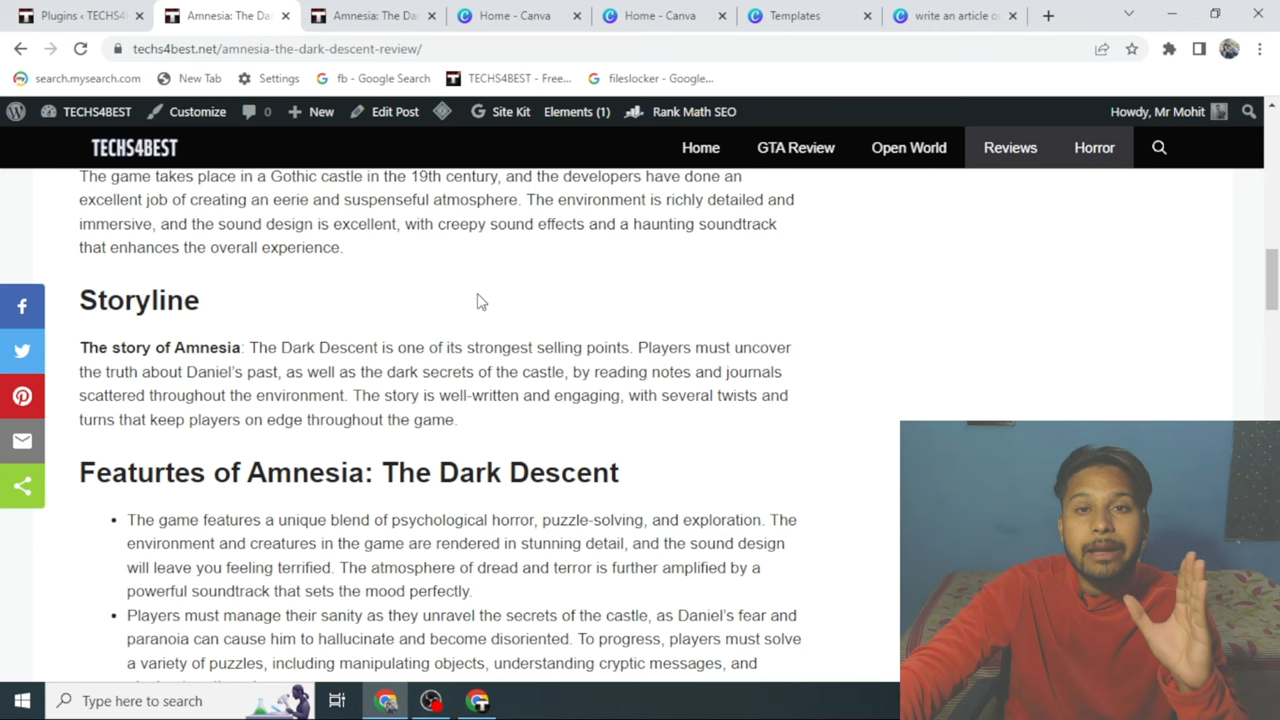 Plugins ‹ TECHS4
Amnesia: The Da
Amnesia: The Da
Home - Canva
Home - Canva
Templates
write an article o
techs4best.net/amnesia-the-dark-descent-review/
search.mysearch.com
New Tab
Settings
fb - Google Search
TECHS4BEST - Free...
fileslocker - Google...
TECHS4BEST
Customize
0
New
Edit Post
Site Kit
Elements (1)
Rank Math SEO
Howdy, Mr Mohit
TECHS4BEST
Home
GTA Review
Open World
Reviews
Horror
The game takes place in a Gothic castle in the 19th century, and the developers have done an
excellent job of creating an eerie and suspenseful atmosphere. The environment is richly detailed and
immersive, and the sound design is excellent, with creepy sound effects and a haunting soundtrack
that enhances the overall experience.
Storyline
The story of Amnesia: The Dark Descent is one of its strongest selling points. Players must uncover
the truth about Daniel's past, as well as the dark secrets of the castle, by reading notes and journals
scattered throughout the environment. The story is well-written and engaging, with several twists and
turns that keep players on edge throughout the game.
Featurtes of Amnesia: The Dark Descent
• The game features a unique blend of psychological horror, puzzle-solving, and exploration. The
environment and creatures in the game are rendered in stunning detail, and the sound design
will leave you feeling terrified. The atmosphere of dread and terror is further amplified by a
powerful soundtrack that sets the mood perfectly.
• Players must manage their sanity as they unravel the secrets of the castle, as Daniel's fear and
paranoia can cause him to hallucinate and become disoriented. To progress, players must solve
a variety of puzzles, including manipulating objects, understanding cryptic messages, and
Type here to search